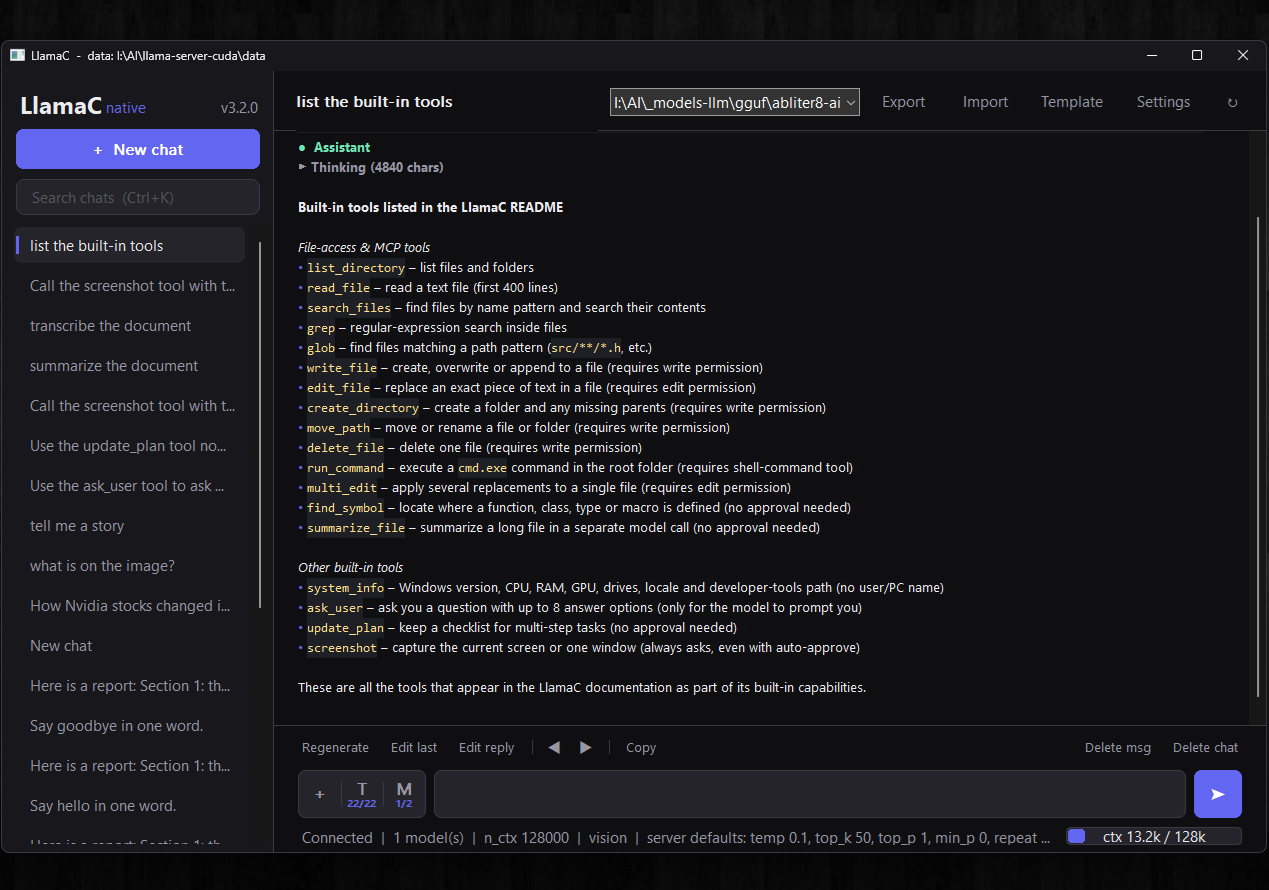 LlamaC - data: I:\AI\llama-server-cuda\data
LlamaC native v3.2.0
+ New chat
Search chats (Ctrl+K)
list the built-in tools
Call the screenshot tool with t...
transcribe the document
summarize the document
Call the screenshot tool with t...
Use the update_plan tool no...
Use the ask_user tool to ask ...
tell me a story
what is on the image?
How Nvidia stocks changed i...
New chat
Here is a report: Section 1: th...
Say goodbye in one word.
Here is a report: Section 1: th...
Say hello in one word.
Here is a report: Section 1: th...
list the built-in tools
I:\AI\_models-llm\gguf\abliter8-ai
Export
Import
Template
Settings
Assistant
Thinking (4840 chars)
Built-in tools listed in the LlamaC README
File-access & MCP tools
• list_directory – list files and folders
• read_file – read a text file (first 400 lines)
• search_files – find files by name pattern and search their contents
• grep – regular-expression search inside files
• glob – find files matching a path pattern (src/**/*.h, etc.)
• write_file – create, overwrite or append to a file (requires write permission)
• edit_file – replace an exact piece of text in a file (requires edit permission)
• create_directory – create a folder and any missing parents (requires write permission)
• move_path – move or rename a file or folder (requires write permission)
• delete_file – delete one file (requires write permission)
• run_command – execute a cmd.exe command in the root folder (requires shell-command tool)
• multi_edit – apply several replacements to a single file (requires edit permission)
• find_symbol – locate where a function, class, type or macro is defined (no approval needed)
• summarize_file – summarize a long file in a separate model call (no approval needed)
Other built-in tools
• system_info – Windows version, CPU, RAM, GPU, drives, locale and developer-tools path (no user/PC name)
• ask_user – ask you a question with up to 8 answer options (only for the model to prompt you)
• update_plan – keep a checklist for multi-step tasks (no approval needed)
• screenshot – capture the current screen or one window (always asks, even with auto-approve)
These are all the tools that appear in the LlamaC documentation as part of its built-in capabilities.
Regenerate
Edit last
Edit reply
Copy
Delete msg
Delete chat
+
T
22/22
M
1/2
Connected | 1 model(s) | n_ctx 128000 | vision | server defaults: temp 0.1, top_k 50, top_p 1, min_p 0, repeat ...
ctx 13.2k / 128k